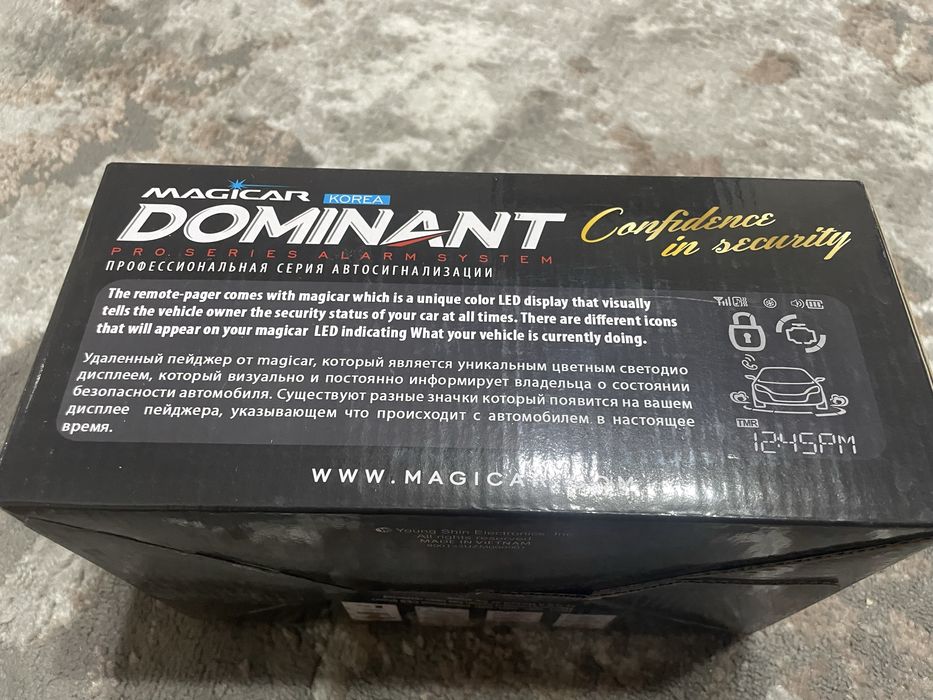 MAGICAR KOREA
DOMINANT
PRO SERIES ALARM SYSTEM
ПРОФЕССИОНАЛЬНАЯ СЕРИЯ АВТОСИГНАЛИЗАЦИИ
Confidence
in security
The remote-pager comes with magicar which is a unique color LED display that visually
tells the vehicle owner the security status of your car at all times. There are different icons
that will appear on your magicar LED indicating What your vehicle is currently doing.
Удаленный пейджер от magicar, который является уникальным цветным светодио
дисплеем, который визуально и постоянно информирует владельца о состоянии
безопасности автомобиля. Существуют разные значки который появится на вашем
дисплее пейджера, указывающем что происходит с автомобилем в настоящее
время.
TMR
12:45PM
WWW.MAGICAR.COM
Young Shin Electronics, Inc
All rights reserved
MADE IN VIETNAM